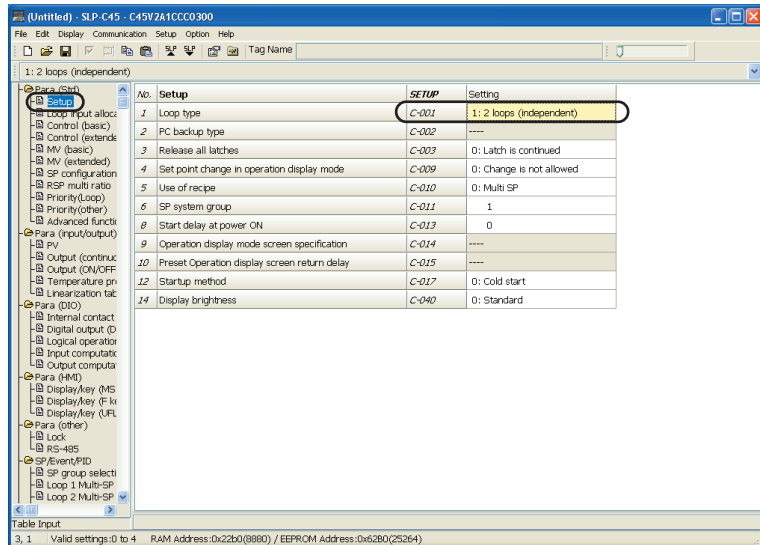 (Untitled) - SLP-C45 - C45V2A1CCC0300
File Edit Display Communication Setup Option Help
SLP SLP Tag Name
1: 2 loops (independent)
Para (Std)
Setup
Loop input alloca
Control (basic)
Control (extende
MV (basic)
MV (extended)
SP configuration
RSP multi ratio
Priority(Loop)
Priority(other)
Advanced functio
Para (input/output)
PV
Output (continuc
Output (ON/OFF
Temperature pro
Linearization tab
Para (DIO)
Internal contact
Digital output (D
Logical operation
Input computatio
Output computa
Para (HMI)
Display/key (MS
Display/key (F ke
Display/key (UFL
Para (other)
Lock
RS-485
SP/Event/PID
SP group selecti
Loop 1 Multi-SP
Loop 2 Multi-SP
No. Setup SETUP Setting
1 Loop type C-001 1: 2 loops (independent)
2 PC backup type C-002 ----
3 Release all latches C-003 0: Latch is continued
4 Set point change in operation display mode C-009 0: Change is not allowed
5 Use of recipe C-010 0: Multi SP
6 SP system group C-011 1
8 Start delay at power ON C-013 0
9 Operation display mode screen specification C-014 ----
10 Preset Operation display screen return delay C-015 ----
12 Startup method C-017 0: Cold start
14 Display brightness C-040 0: Standard
Table Input
3, 1 Valid settings:0 to 4 RAM Address:0x22b0(8880) / EEPROM Address:0x62B0(25264)